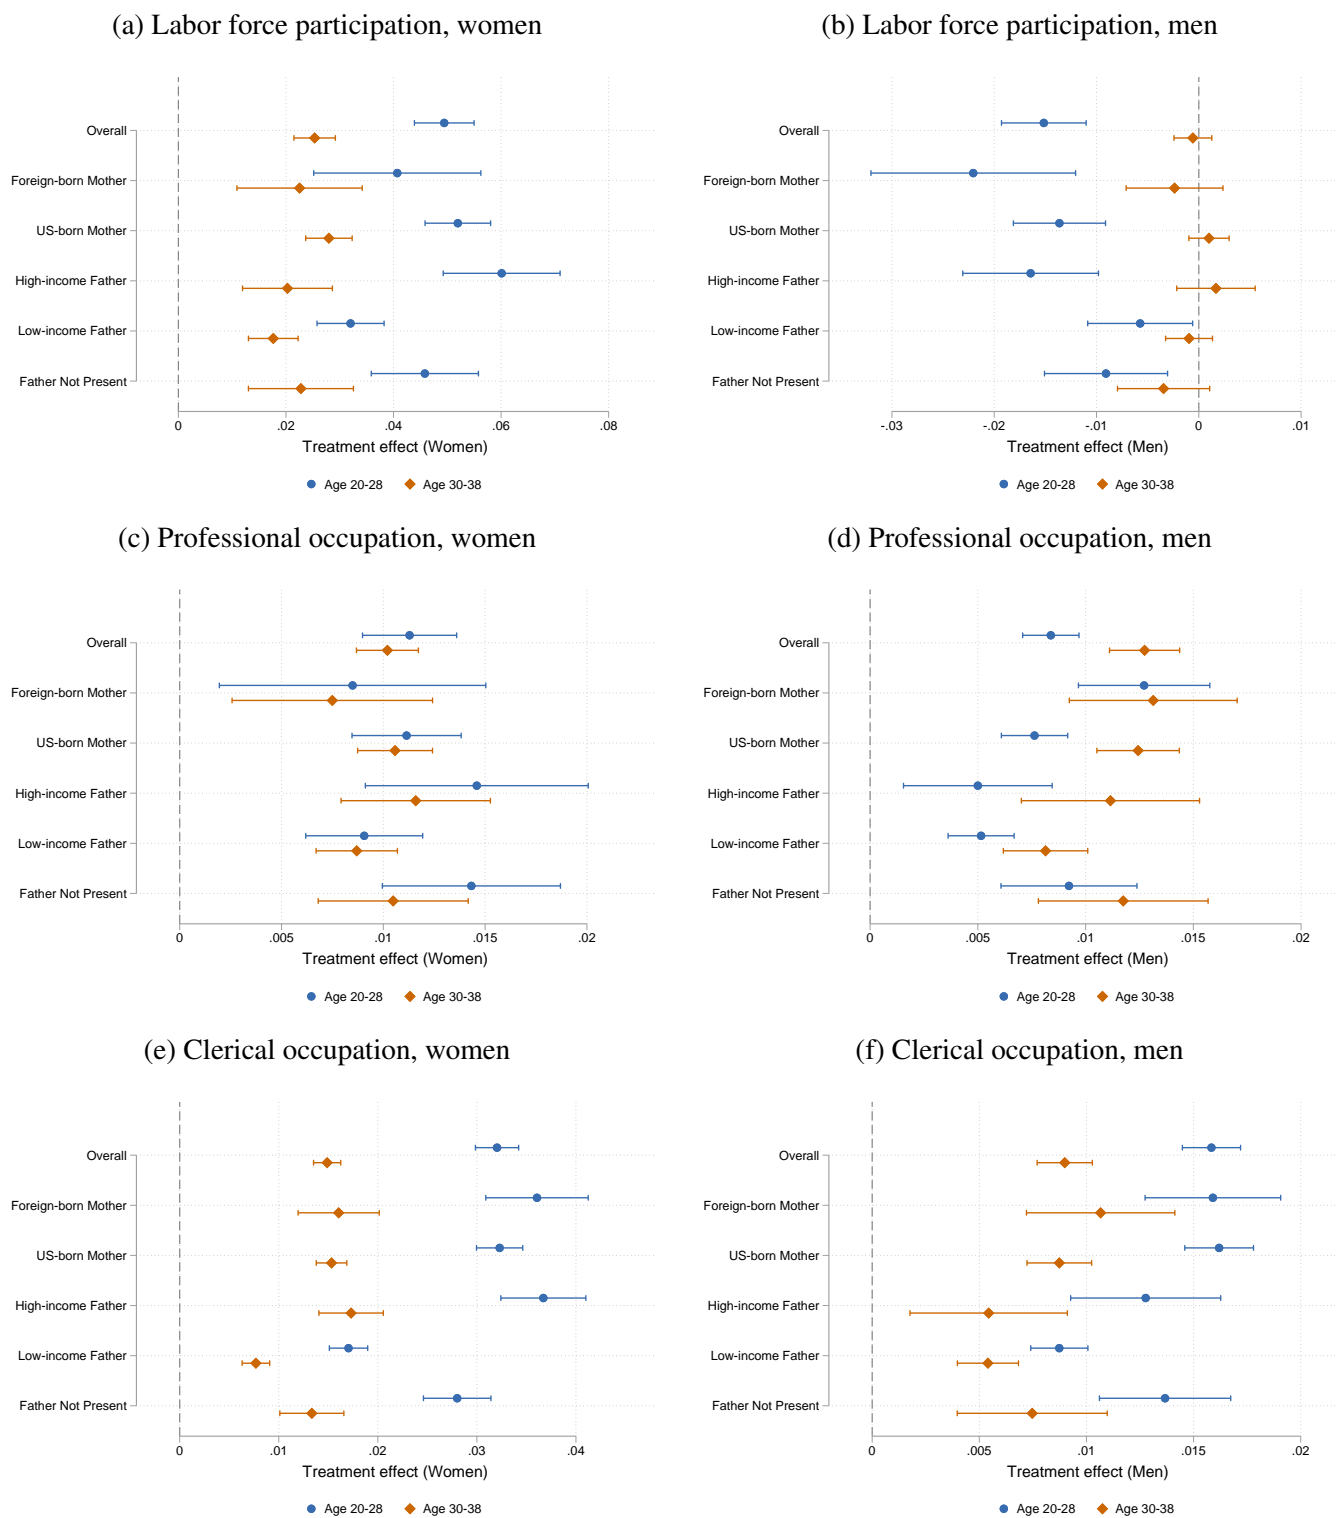 (a) Labor force participation, women
Overall
Foreign-born Mother
US-born Mother
High-income Father
Low-income Father
Father Not Present
0 .02 .04 .06 .08
Treatment effect (Women)
Age 20-28 Age 30-38
(b) Labor force participation, men
Overall
Foreign-born Mother
US-born Mother
High-income Father
Low-income Father
Father Not Present
-.03 -.02 -.01 0 .01
Treatment effect (Men)
Age 20-28 Age 30-38
(c) Professional occupation, women
Overall
Foreign-born Mother
US-born Mother
High-income Father
Low-income Father
Father Not Present
0 .005 .01 .015 .02
Treatment effect (Women)
Age 20-28 Age 30-38
(d) Professional occupation, men
Overall
Foreign-born Mother
US-born Mother
High-income Father
Low-income Father
Father Not Present
0 .005 .01 .015 .02
Treatment effect (Men)
Age 20-28 Age 30-38
(e) Clerical occupation, women
Overall
Foreign-born Mother
US-born Mother
High-income Father
Low-income Father
Father Not Present
0 .01 .02 .03 .04
Treatment effect (Women)
Age 20-28 Age 30-38
(f) Clerical occupation, men
Overall
Foreign-born Mother
US-born Mother
High-income Father
Low-income Father
Father Not Present
0 .005 .01 .015 .02
Treatment effect (Men)
Age 20-28 Age 30-38